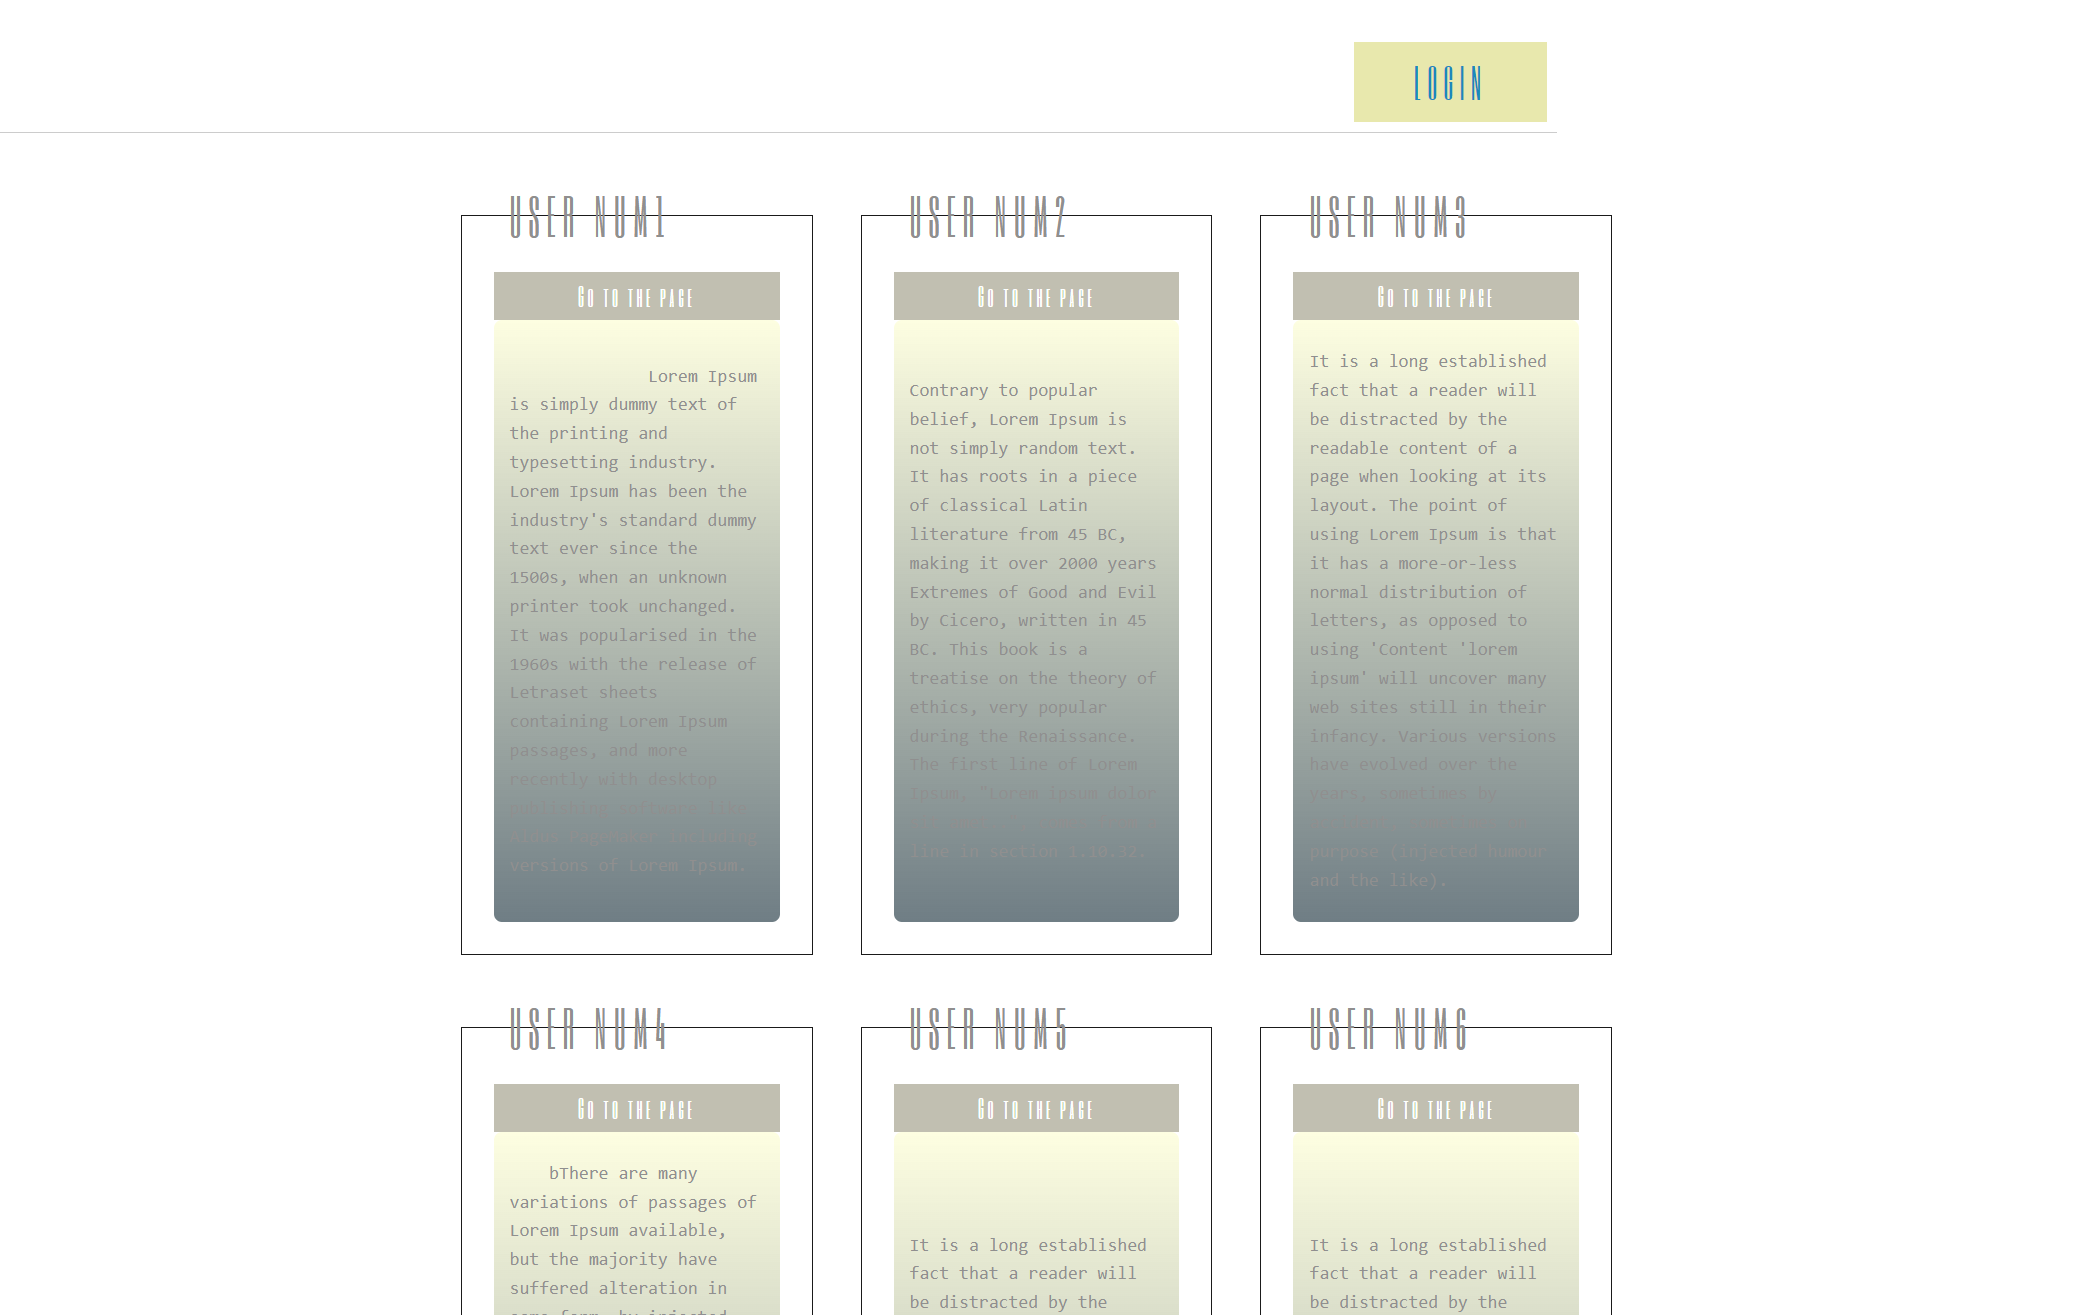 LOGIN
USER NUM1
Go to the page
Lorem Ipsum
is simply dummy text of
the printing and
typesetting industry.
Lorem Ipsum has been the
industry's standard dummy
text ever since the
1500s, when an unknown
printer took unchanged.
It was popularised in the
1960s with the release of
Letraset sheets
containing Lorem Ipsum
passages, and more
recently with desktop
versions of Lorem Ipsum.
USER NUM2
Go to the page
Contrary to popular
belief, Lorem Ipsum is
not simply random text.
It has roots in a piece
of classical Latin
literature from 45 BC,
making it over 2000 years
Extremes of Good and Evil
by Cicero, written in 45
BC. This book is a
treatise on the theory of
ethics, very popular
during the Renaissance.
The first line of Lorem
Ipsum. "Lorem ipsum dolor
line in section 1.10.32.
USER NUM3
Go to the page
It is a long established
fact that a reader will
be distracted by the
readable content of a
page when looking at its
layout. The point of
using Lorem Ipsum is that
it has a more-or-less
normal distribution of
letters, as opposed to
using 'Content 'lorem
ipsum' will uncover many
web sites still in their
infancy. Various versions
have evolved over the
years. sometimes by
purpose (injected humour
and the like).
USER NUM4
Go to the page
bThere are many
variations of passages of
Lorem Ipsum available,
but the majority have
suffered alteration in
some form, by injected
USER NUM5
Go to the page
It is a long established
fact that a reader will
be distracted by the
USER NUM6
Go to the page
It is a long established
fact that a reader will
be distracted by the